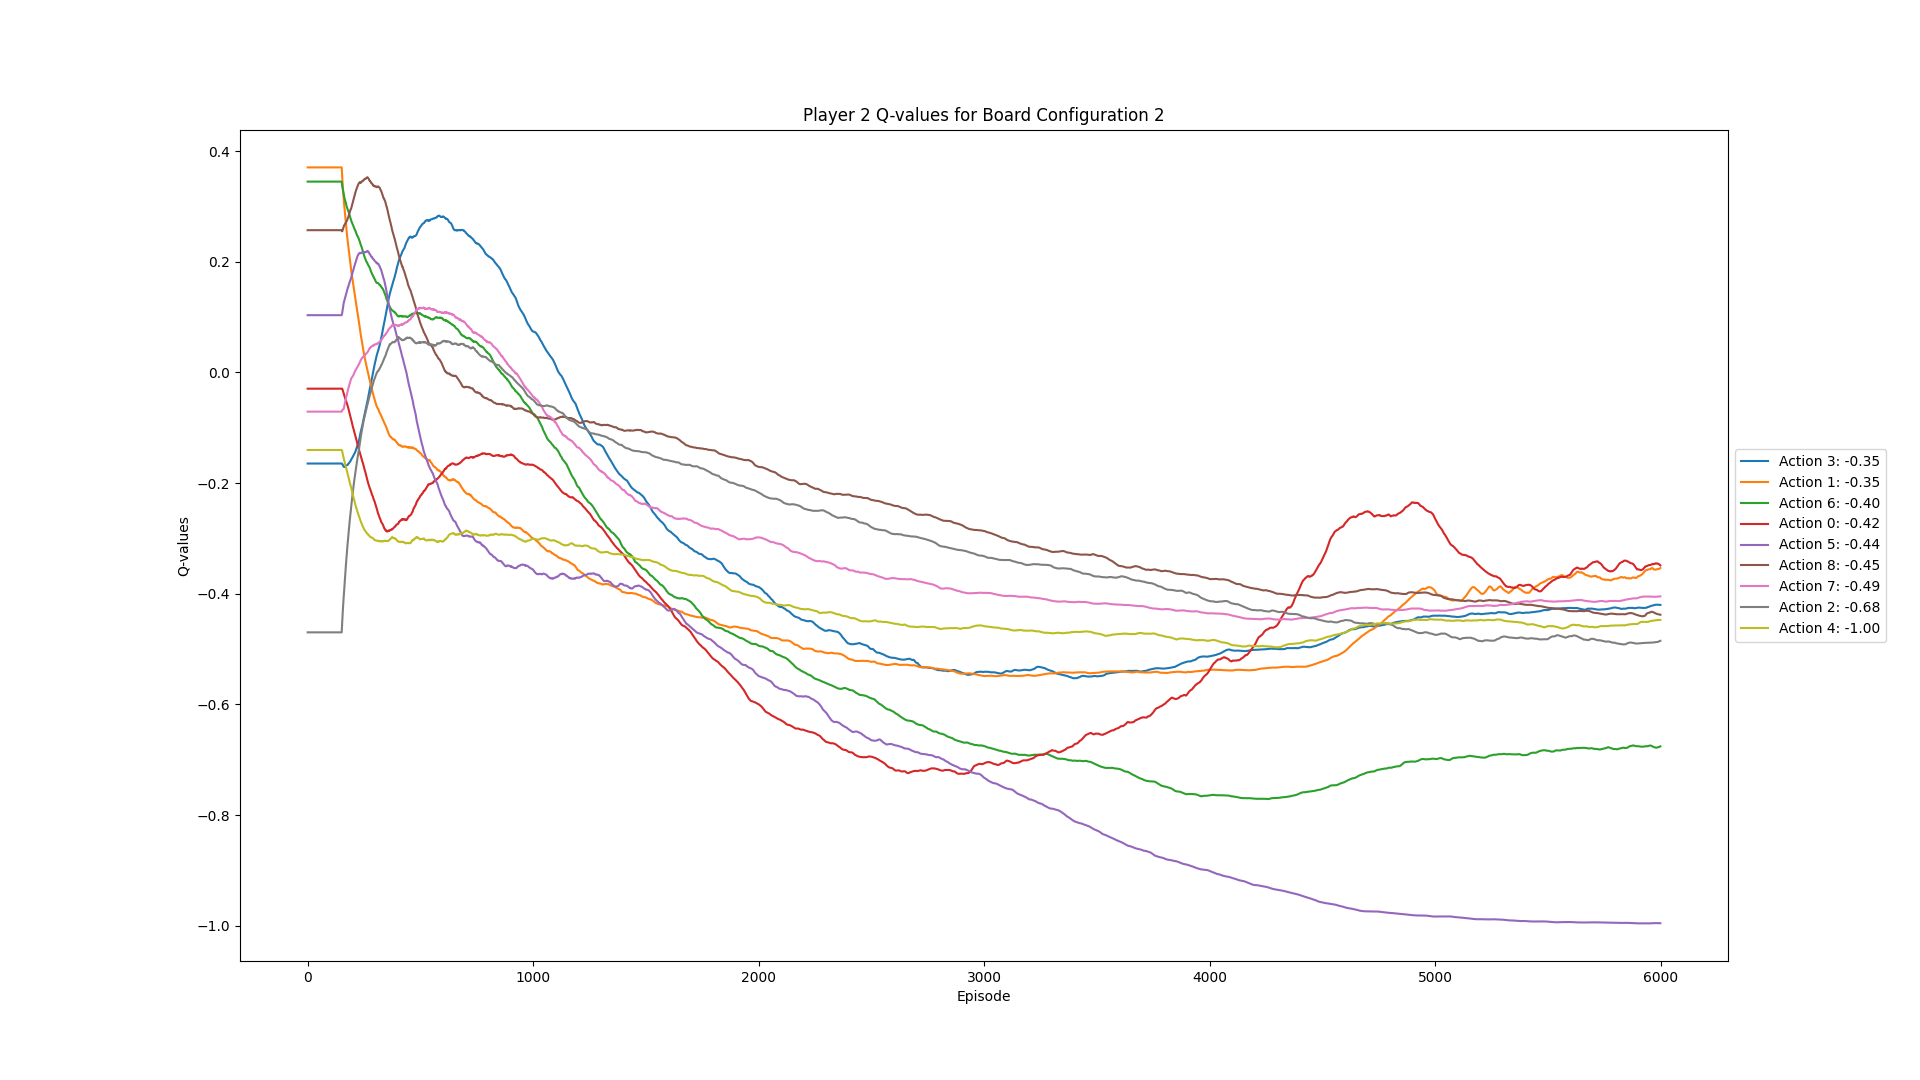 Player 2 Q-values for Board Configuration 2
0.4
0.2
0.0
−0.2
−0.4
−0.6
−0.8
−1.0
Q-values
0 1000 2000 3000 4000 5000 6000
Episode
Action 3: -0.35
Action 1: -0.35
Action 6: -0.40
Action 0: -0.42
Action 5: -0.44
Action 8: -0.45
Action 7: -0.49
Action 2: -0.68
Action 4: -1.00